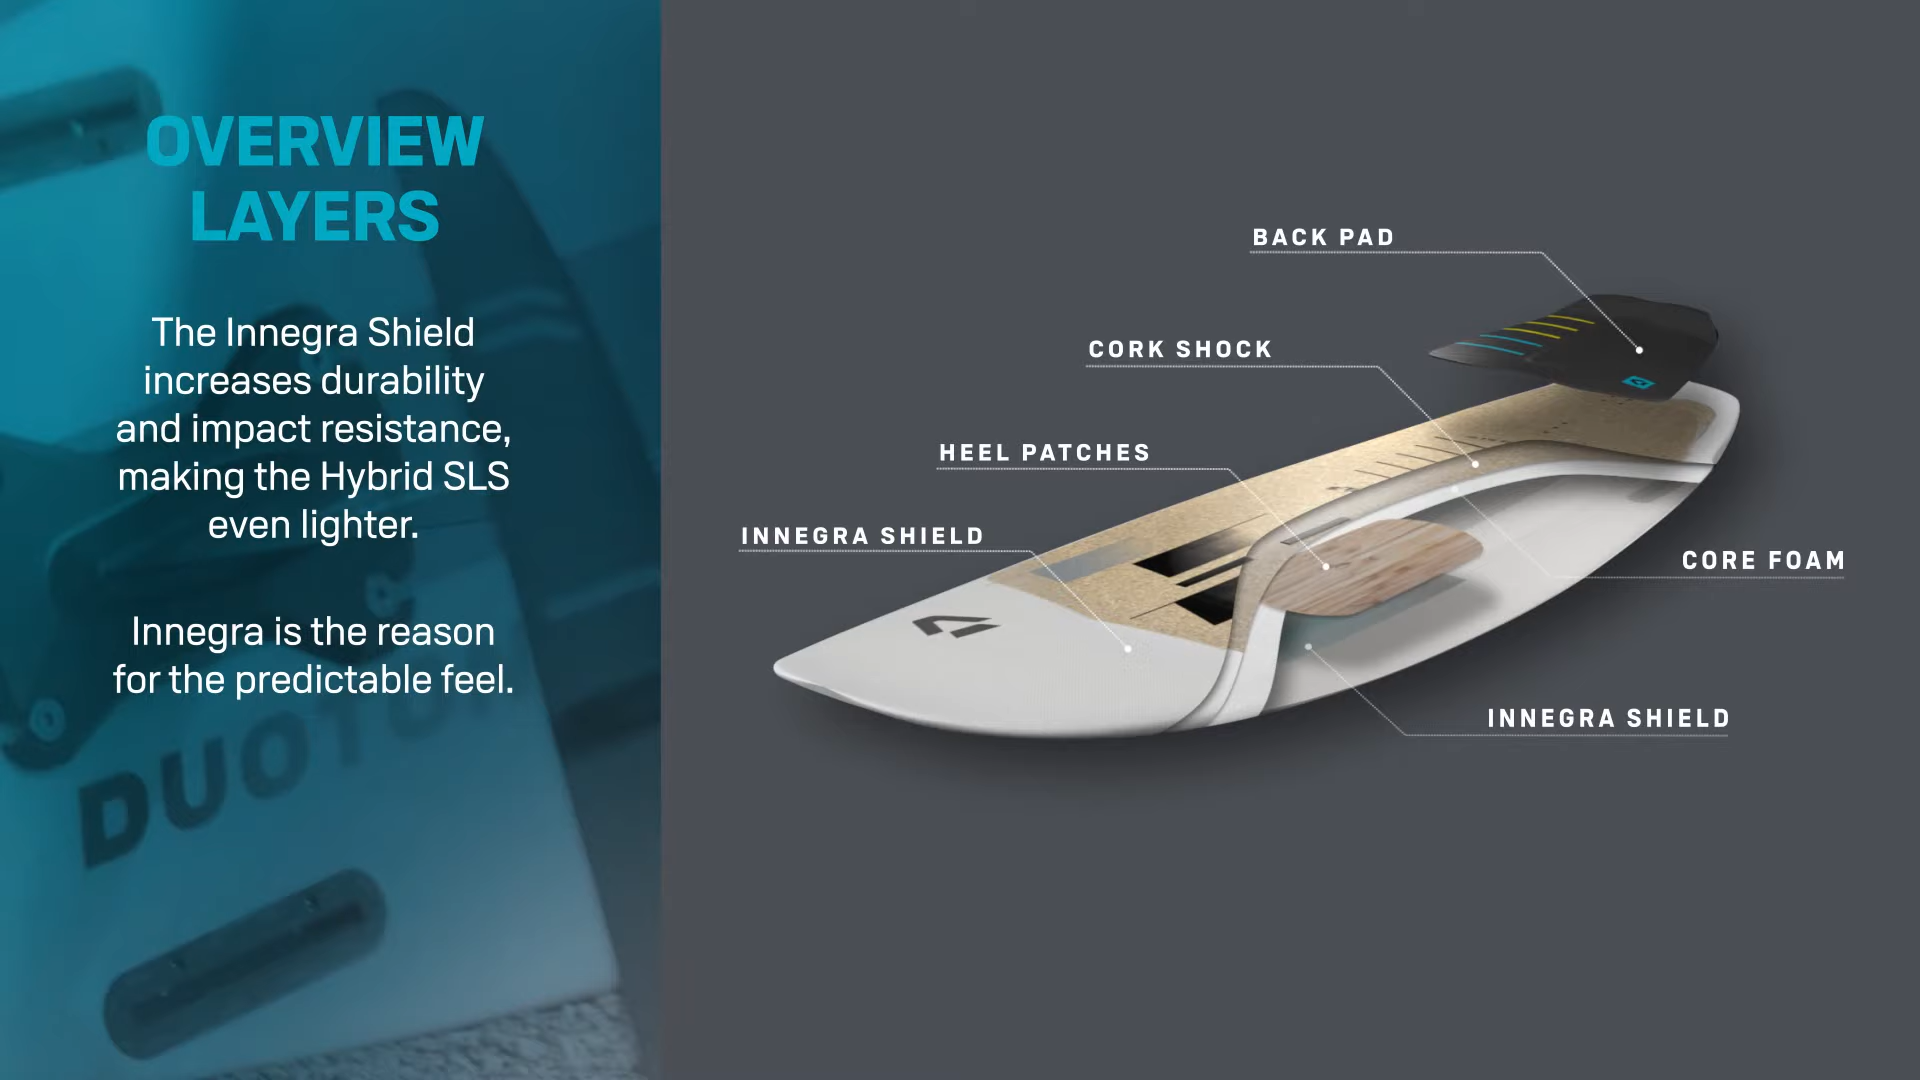 OVERVIEW
LAYERS
The Innegra Shield
increases durability
and impact resistance,
making the Hybrid SLS
even lighter.
Innegra is the reason
for the predictable feel.
DUOTO
BACK PAD
CORK SHOCK
HEEL PATCHES
INNEGRA SHIELD
CORE FOAM
INNEGRA SHIELD